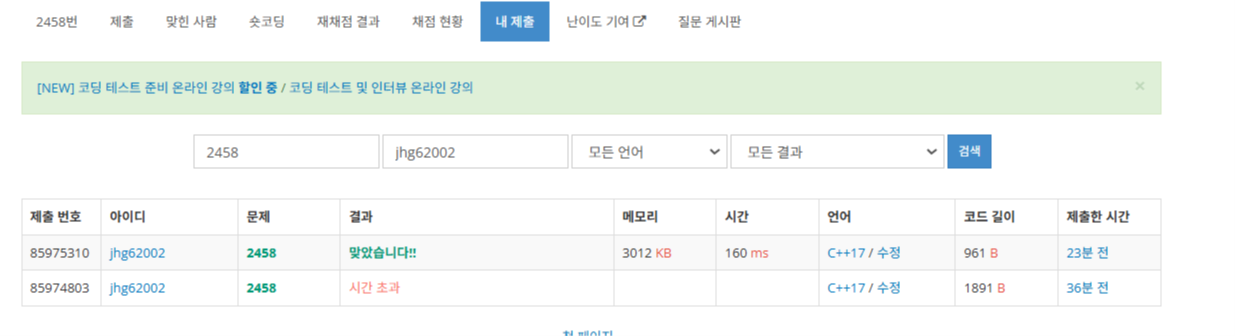 2458번 제출 맞힌 사람 숏코딩 재채점 결과 채점 현황 내 제출 난이도 기여 질문 게시판
[NEW] 코딩 테스트 준비 온라인 강의 할인 중 / 코딩 테스트 및 인터뷰 온라인 강의 ×
2458 jhg62002 모든 언어 모든 결과 검색
제출 번호 아이디 문제 결과 메모리 시간 언어 코드 길이 제출한 시간
85975310 jhg62002 2458 맞았습니다!! 3012 KB 160 ms C++17 / 수정 961 B 23분 전
85974803 jhg62002 2458 시간 초과 C++17 / 수정 1891 B 36분 전